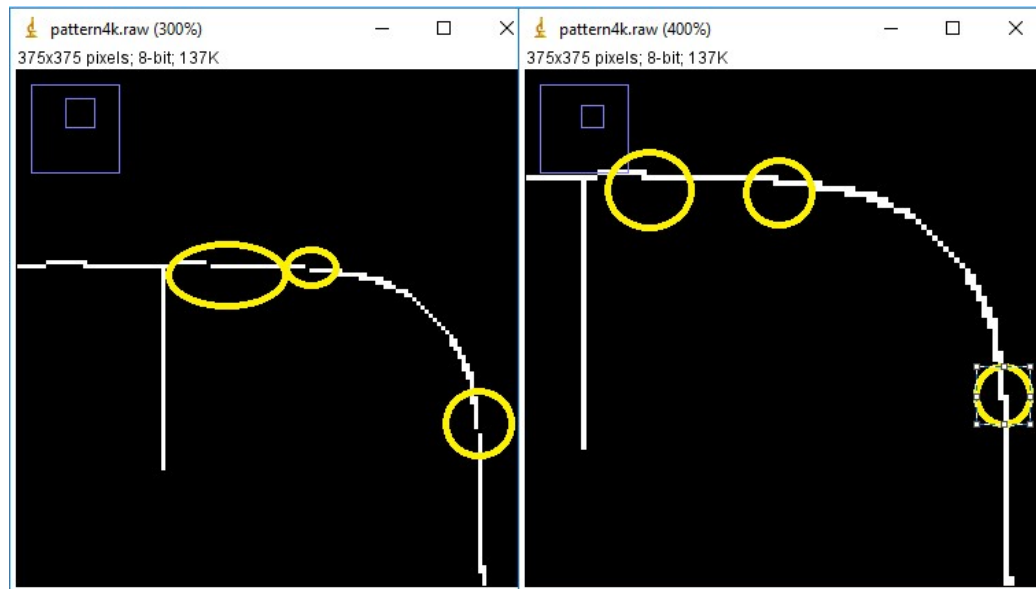 pattern4k.raw (300%)
375x375 pixels; 8-bit; 137K
pattern4k.raw (400%)
375x375 pixels; 8-bit; 137K